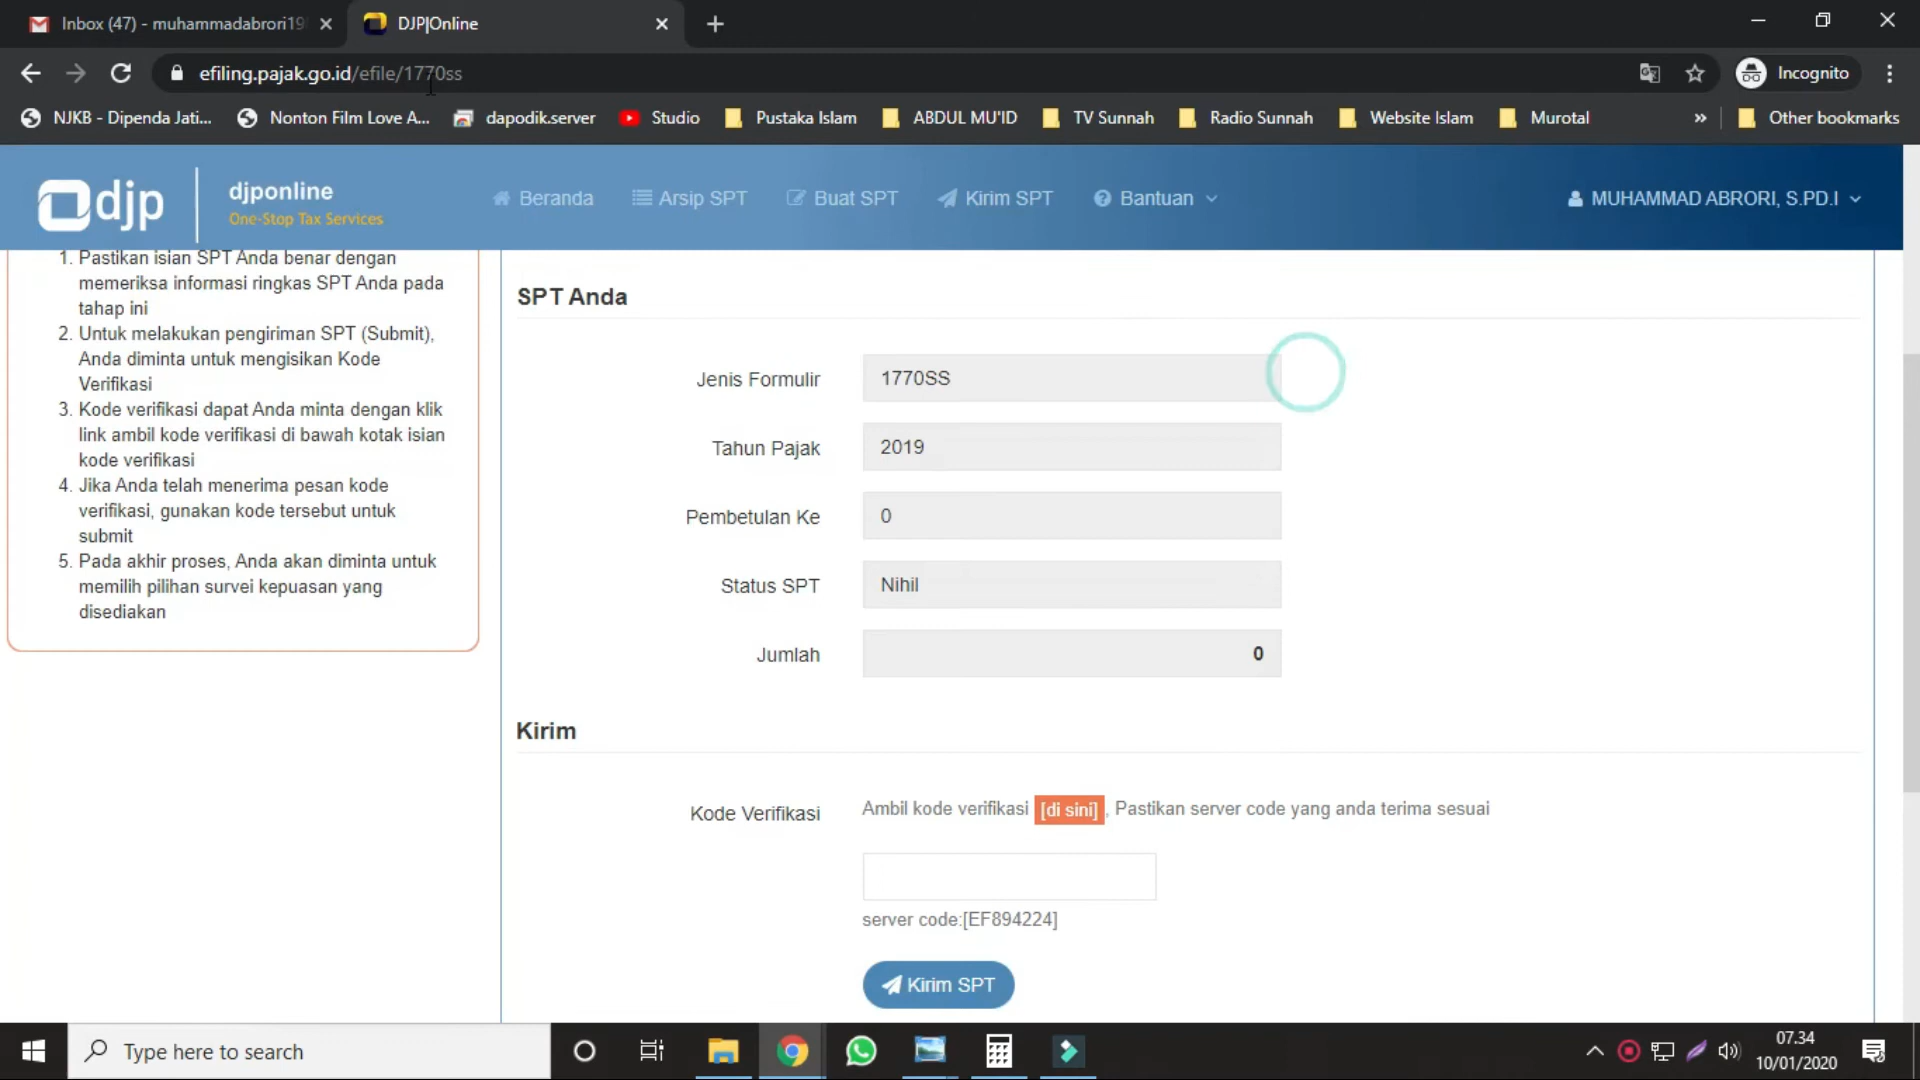 Inbox (47) - muhammadabrori19
DJP|Online
efiling.pajak.go.id/efile/1770ss
Incognito
NJKB - Dipenda Jati...
Nonton Film Love A...
dapodik.server
Studio
Pustaka Islam
ABDUL MU'ID
TV Sunnah
Radio Sunnah
Website Islam
Murotal
»
Other bookmarks
djp
djponline
One-Stop Tax Services
Beranda
Arsip SPT
Buat SPT
Kirim SPT
Bantuan
MUHAMMAD ABRORI, S.PD.I
1. Pastikan isian SPT Anda benar dengan
memeriksa informasi ringkas SPT Anda pada
tahap ini
2. Untuk melakukan pengiriman SPT (Submit),
Anda diminta untuk mengisikan Kode
Verifikasi
3. Kode verifikasi dapat Anda minta dengan klik
link ambil kode verifikasi di bawah kotak isian
kode verifikasi
4. Jika Anda telah menerima pesan kode
verifikasi, gunakan kode tersebut untuk
submit
5. Pada akhir proses, Anda akan diminta untuk
memilih pilihan survei kepuasan yang
disediakan
SPT Anda
Jenis Formulir 1770SS
Tahun Pajak 2019
Pembetulan Ke 0
Status SPT Nihil
Jumlah 0
Kirim
Kode Verifikasi Ambil kode verifikasi [di sini], Pastikan server code yang anda terima sesuai
server code:[EF894224]
Kirim SPT
Type here to search
07.34
10/01/2020